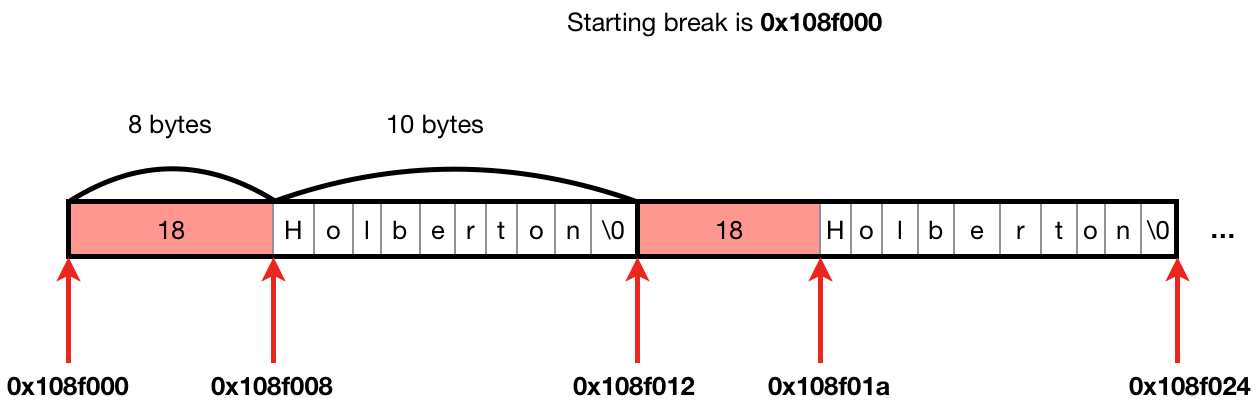 Starting break is 0x108f000
8 bytes 10 bytes
18 H o l b e r t o n \0 18 H o l b e r t o n \0 ...
0x108f000 0x108f008 0x108f012 0x108f01a 0x108f024